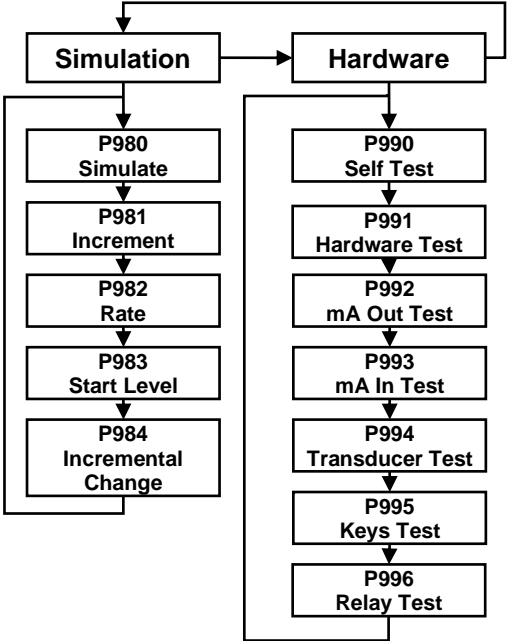 Simulation
Hardware
P980
Simulate
P981
Increment
P982
Rate
P983
Start Level
P984
Incremental
Change
P990
Self Test
P991
Hardware Test
P992
mA Out Test
P993
mA In Test
P994
Transducer Test
P995
Keys Test
P996
Relay Test